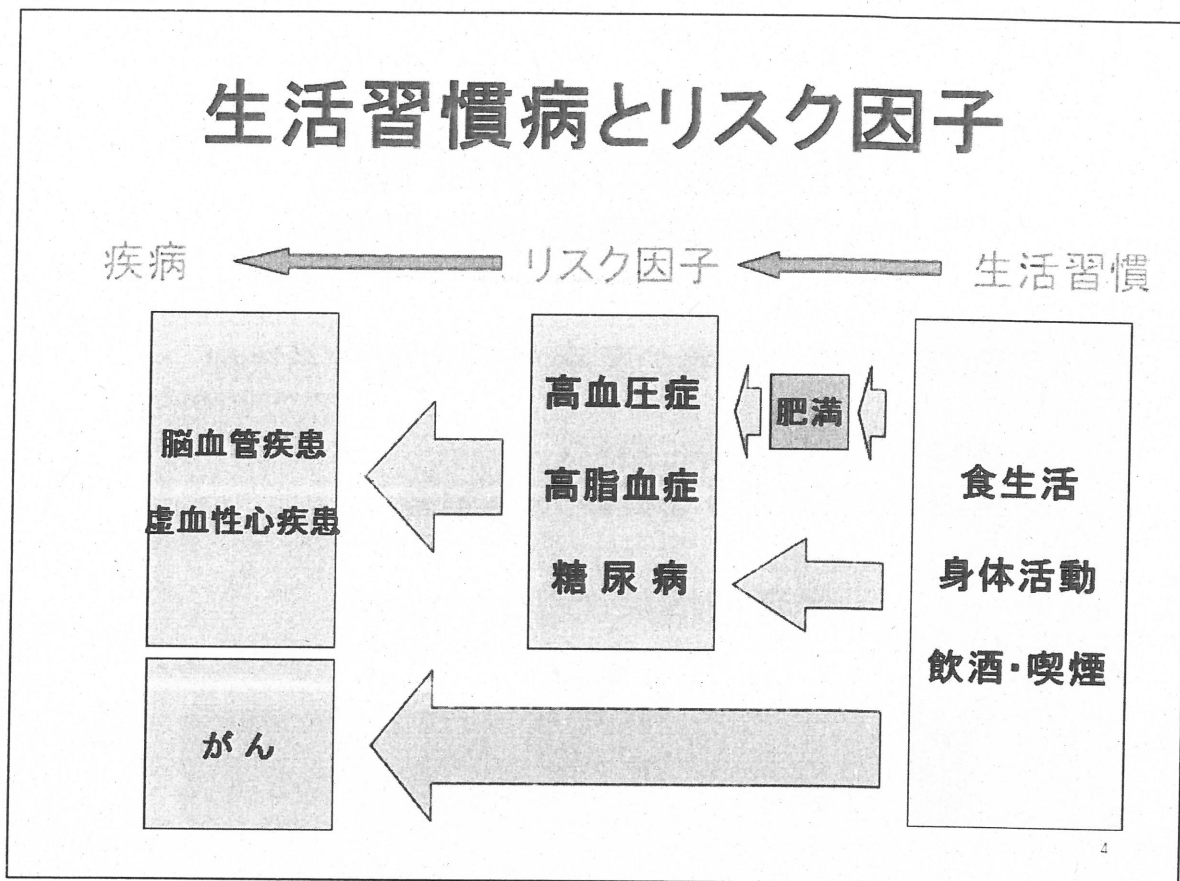 生活習慣病とリスク因子
疾病
リスク因子
生活習慣
脳血管疾患
虚血性心疾患
がん
高血圧症
高脂血症
糖尿病
肥満
食生活
身体活動
飲酒・喫煙
4